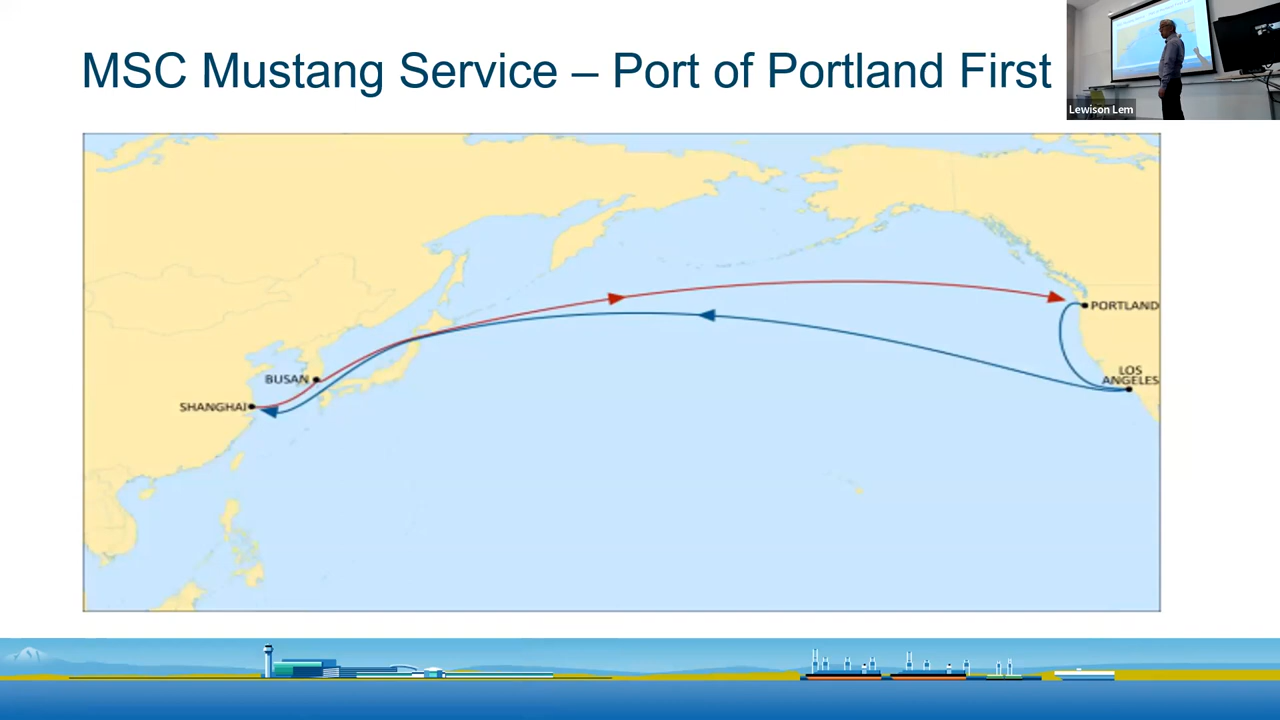 MSC Mustang Service – Port of Portland First
Lewison Lem
PORTLAND
LOS
ANGELES
BUSAN
SHANGHAI